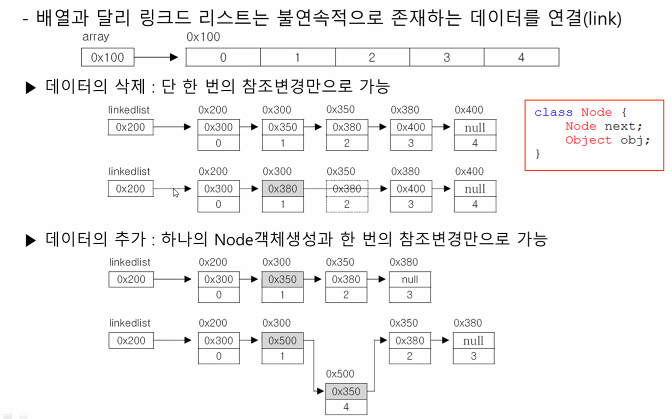 - 배열과 달리 링크드 리스트는 불연속적으로 존재하는 데이터를 연결(link)
array 0x100
0x100 0 1 2 3 4
▶ 데이터의 삭제 : 단 한 번의 참조변경만으로 가능
linkedlist 0x200 0x300 0x350 0x380 0x400
0x200 0x300 0x350 0x380 0x400 null
0 1 2 3 4
class Node {
Node next;
Object obj;
}
linkedlist 0x200 0x300 0x350 0x380 0x400
0x200 0x300 0x380 0x380 0x400 null
0 1 2 3 4
▶ 데이터의 추가 : 하나의 Node객체생성과 한 번의 참조변경만으로 가능
linkedlist 0x200 0x300 0x350 0x380
0x200 0x300 0x350 0x380 null
0 1 2 3
linkedlist 0x200 0x300 0x350 0x380
0x200 0x300 0x500 0x380 null
0 1 2 3
0x500
0x350
4